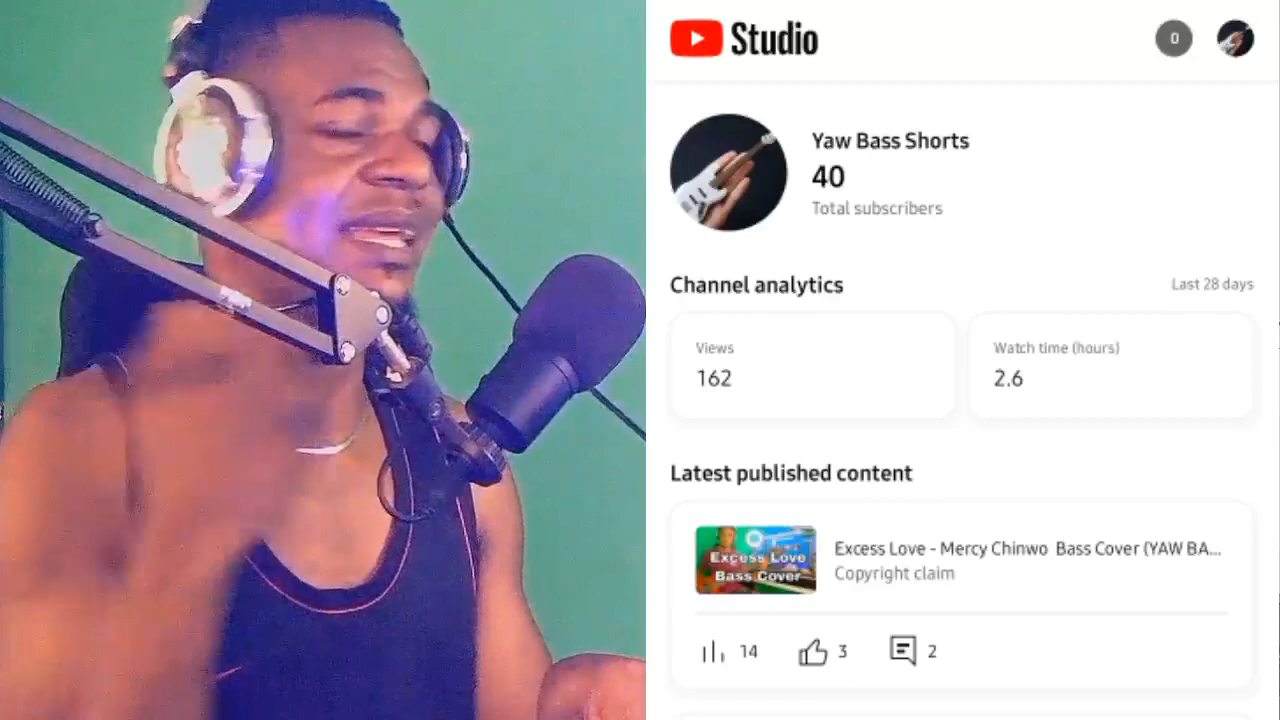 Studio
0
Yaw Bass Shorts
40
Total subscribers
Channel analytics
Last 28 days
Views
162
Watch time (hours)
2.6
Latest published content
Excess Love
Bass Cover
Excess Love - Mercy Chinwo Bass Cover (YAW BA...
Copyright claim
14
3
2